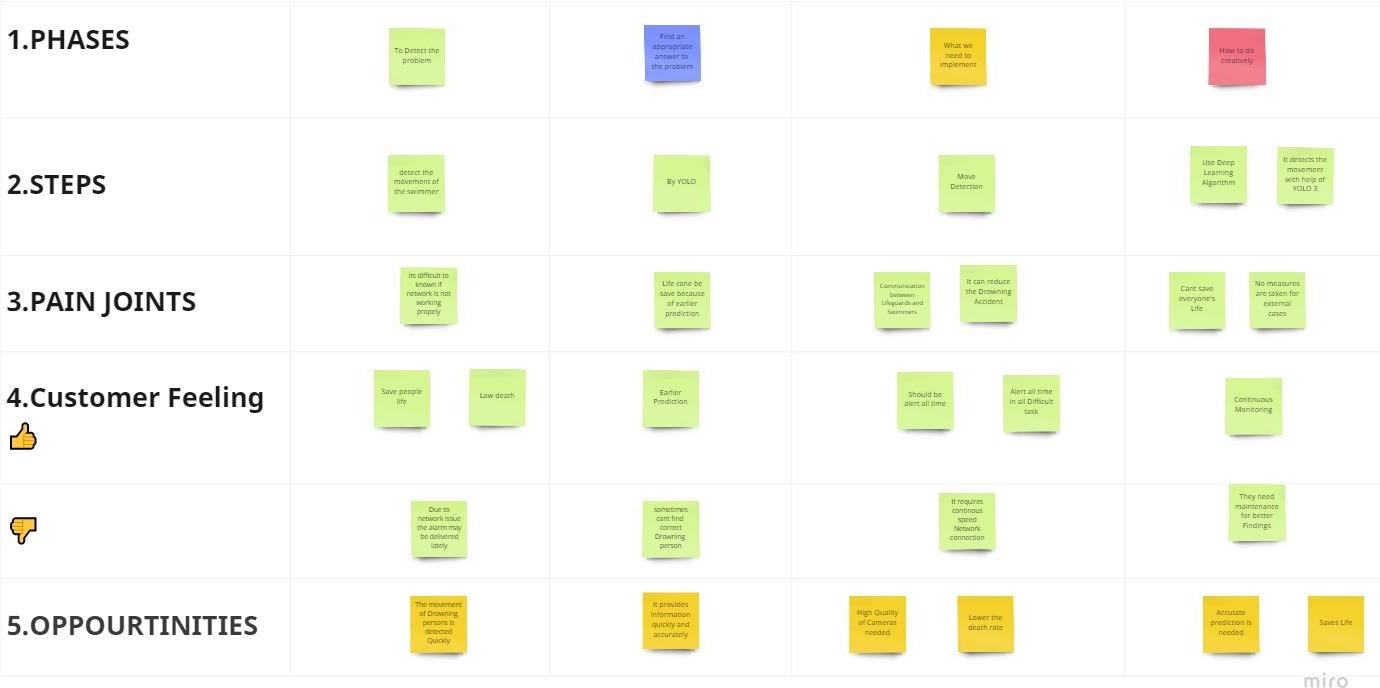 1.PHASES
To Detect the
problem
Find an
appropriate
answer to
the problem
What we
need to
implement
How to do
creatively
2.STEPS
detect the
movement of
the swimmer
By YOLO
Move
Detection
Use Deep
Learning
Algorithm
It detects the
movement
with help of
YOLO 3
3.PAIN JOINTS
its difficult to
known if
network is not
working
propely
Life cane be
save because
of earlier
prediction
Communication
between
Lifeguards and
Swimmers
It can reduce
the Drowning
Accident
Cant save
everyone's
Life
No measures
are taken for
external
cases
4.Customer Feeling
Save people
life
Low death
Earlier
Prediction
Should be
alert all time
Alert all time
in all Difficult
task
Continuous
Monitoring
Due to
network issue
the alarm may
be delivered
lately
sometimes
cant find
correct
Drowning
person
It requires
continous
speed
Network
connection
They need
maintenance
for better
Findings
5.OPPOURTINITIES
The movement
of Drowning
persons is
detected
Quickly
It provides
information
quickly and
accurately
High Quality
of Cameras
needed
Lower the
death rate
Accutate
prediction is
needed
Saves Life
miro